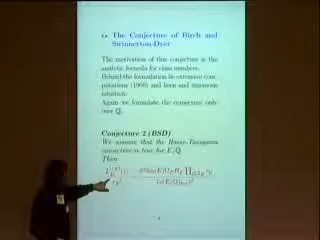 The Conjecture of Birch and
Swinnerton-Dyer
The motivation of this conjecture is the
analytic formula for class numbers.
Behind the formulation lie extensive com-
putations (1960) and keen and ingenious
intuition.
Again we formulate the conjecture only
over Q.
Conjecture 2 (BSD)
We assume that the Hasse-Taniyama
conjecture is true for E/Q.
Then